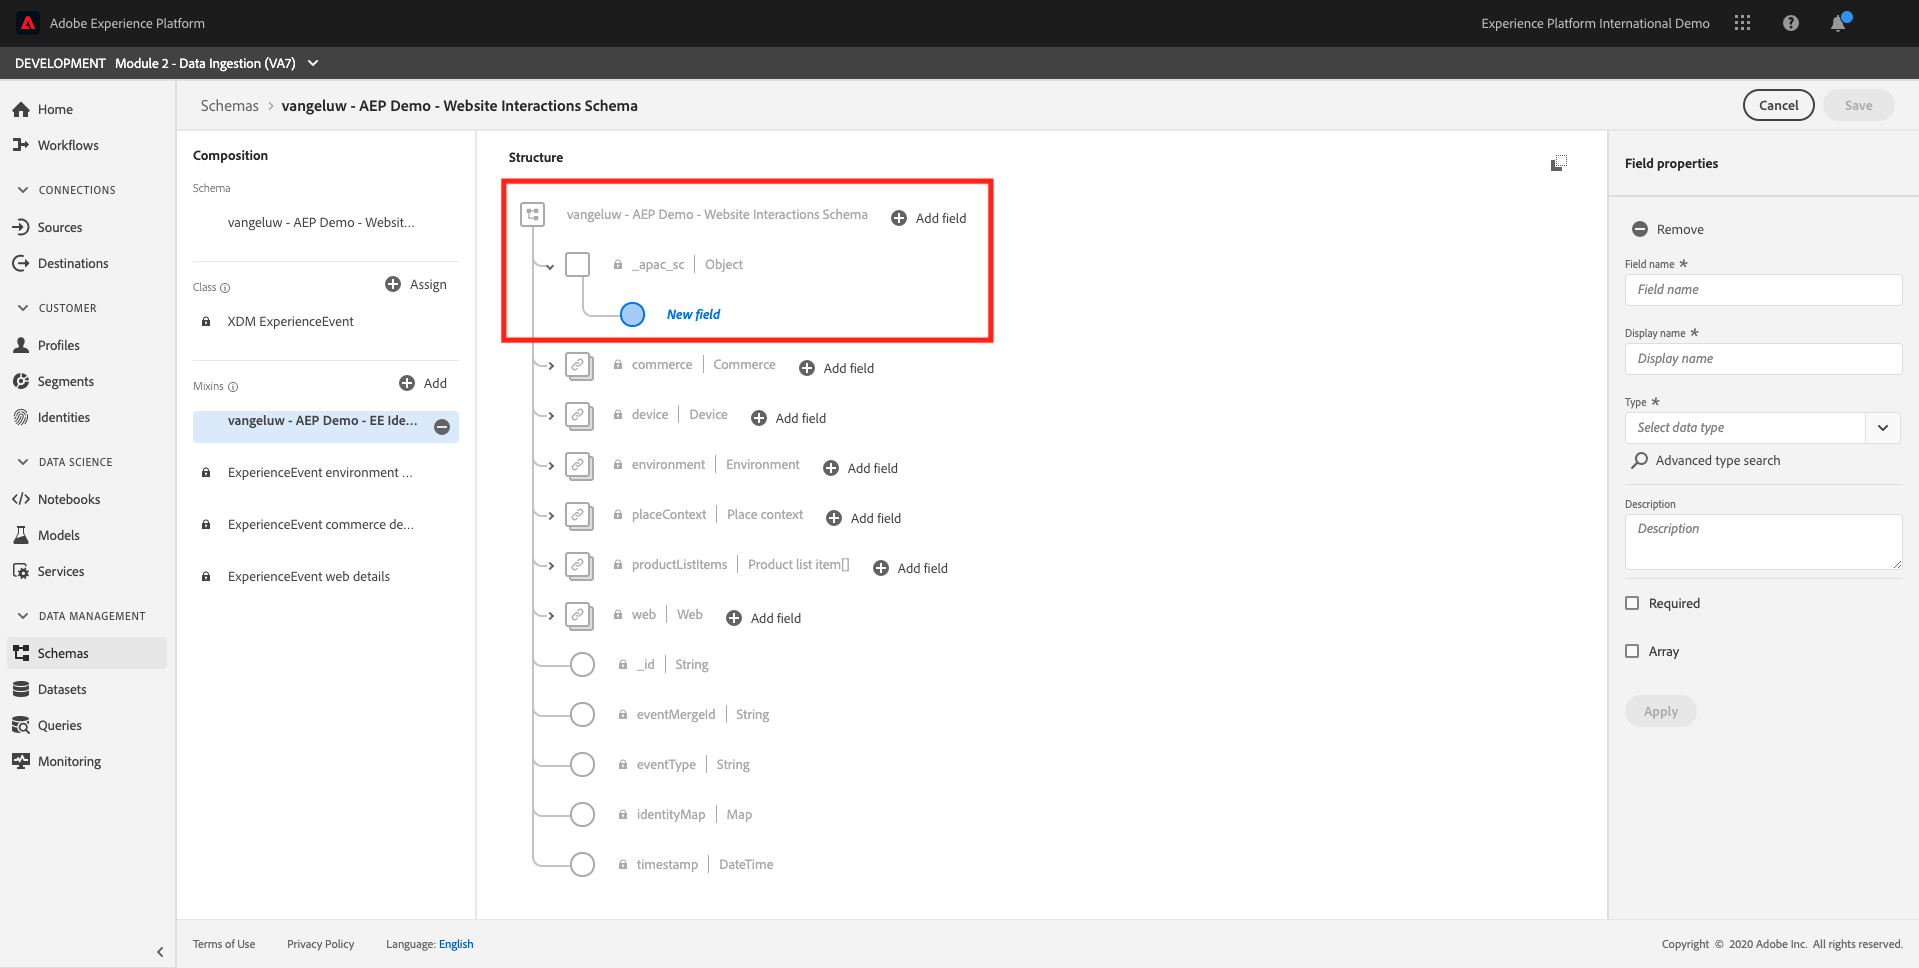 Adobe Experience Platform
Experience Platform International Demo
DEVELOPMENT Module 2 - Data Ingestion (VA7)
Home
Workflows
CONNECTIONS
Sources
Destinations
CUSTOMER
Profiles
Segments
Identities
DATA SCIENCE
Notebooks
Models
Services
DATA MANAGEMENT
Schemas
Datasets
Queries
Monitoring
Schemas > vangeluw - AEP Demo - Website Interactions Schema
Cancel
Save
Composition
Schema
vangeluw - AEP Demo - Websit...
Class
Assign
XDM ExperienceEvent
Mixins
Add
vangeluw - AEP Demo - EE Ide...
ExperienceEvent environment ...
ExperienceEvent commerce de...
ExperienceEvent web details
Structure
vangeluw - AEP Demo - Website Interactions Schema Add field
_apac_sc | Object
New field
commerce | Commerce Add field
device | Device Add field
environment | Environment Add field
placeContext | Place context Add field
productListItems | Product list item[] Add field
web | Web Add field
_id | String
eventMergeId | String
eventType | String
identityMap | Map
timestamp | DateTime
Field properties
Remove
Field name *
Field name
Display name *
Display name
Type *
Select data type
Advanced type search
Description
Description
Required
Array
Apply
Terms of Use Privacy Policy Language: English
Copyright © 2020 Adobe Inc. All rights reserved.